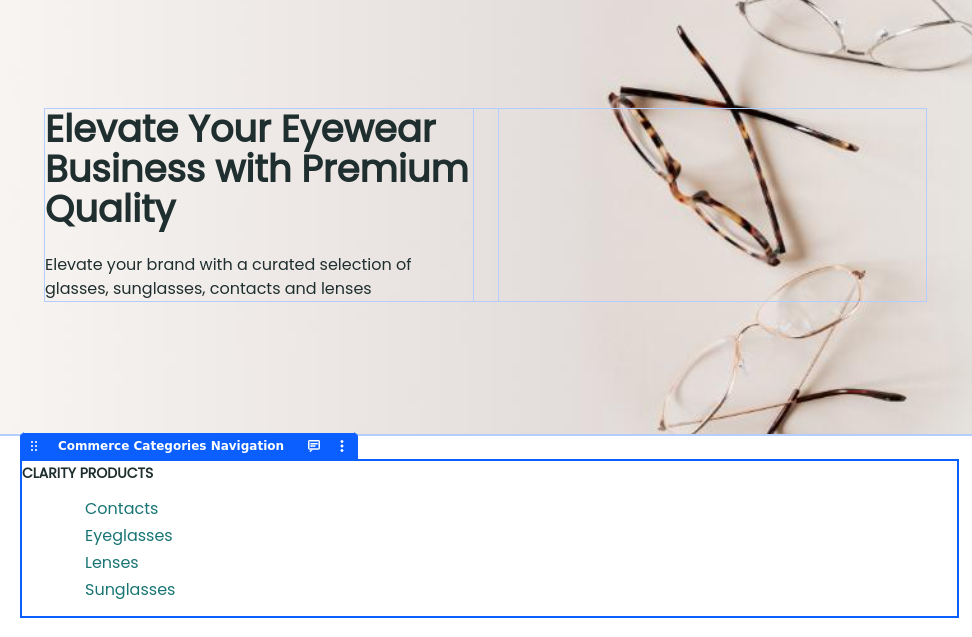 Elevate Your Eyewear
Business with Premium
Quality
Elevate your brand with a curated selection of
glasses, sunglasses, contacts and lenses
Commerce Categories Navigation
CLARITY PRODUCTS
Contacts
Eyeglasses
Lenses
Sunglasses